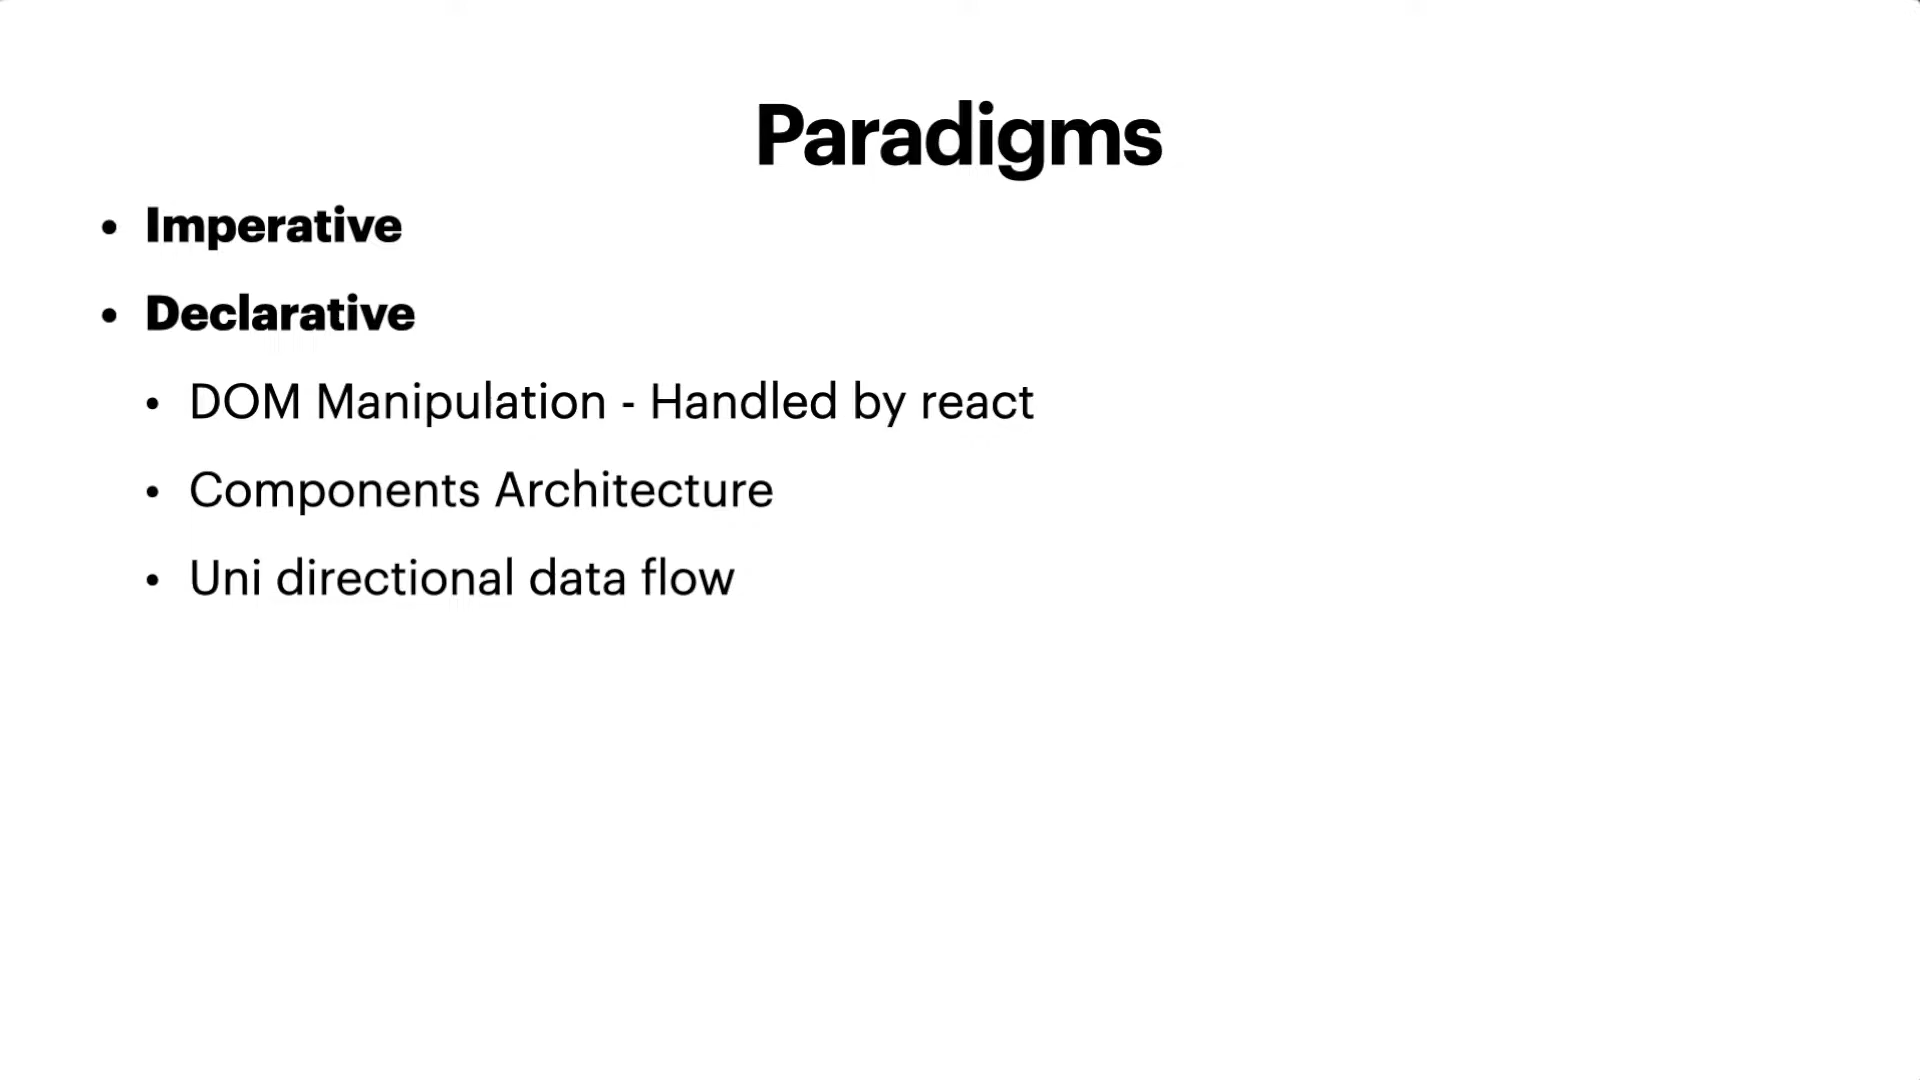 Paradigms
• Imperative
• Declarative
• DOM Manipulation - Handled by react
• Components Architecture
• Uni directional data flow